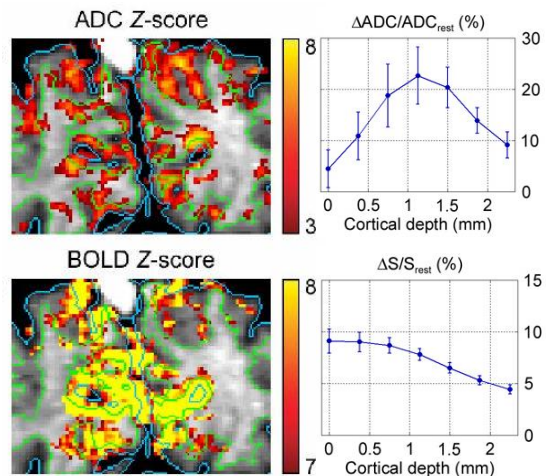 ADC Z-score
8
3
ΔADC/ADCrest (%)
30
20
10
0
0 0.5 1 1.5 2
Cortical depth (mm)
BOLD Z-score
8
7
ΔS/Srest (%)
15
10
5
0
0 0.5 1 1.5 2
Cortical depth (mm)